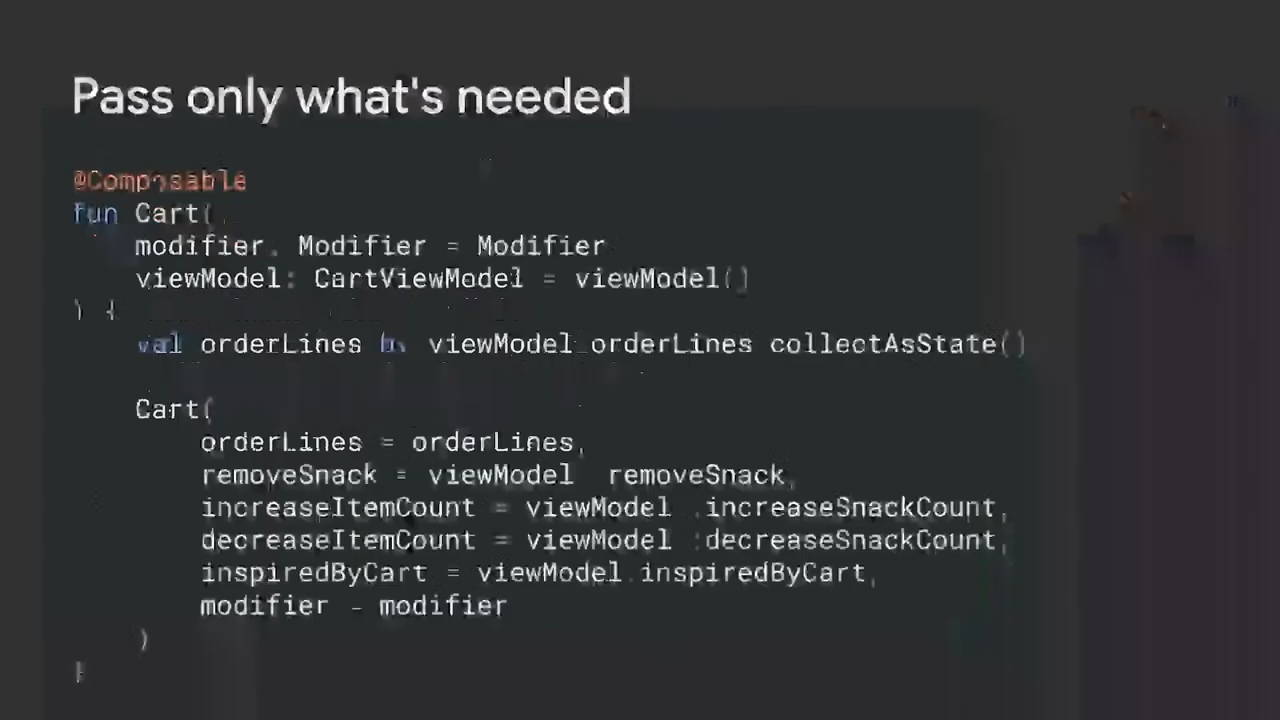 Pass only what's needed
@Composable
fun Cart(
modifier: Modifier = Modifier
viewModel: CartViewModel = viewModel()
) {
val orderLines by viewModel.orderLines.collectAsState()
Cart(
orderLines = orderLines,
removeSnack = viewModel::removeSnack,
increaseItemCount = viewModel::increaseSnackCount,
decreaseItemCount = viewModel::decreaseSnackCount,
inspiredByCart = viewModel.inspiredByCart,
modifier = modifier
)
}